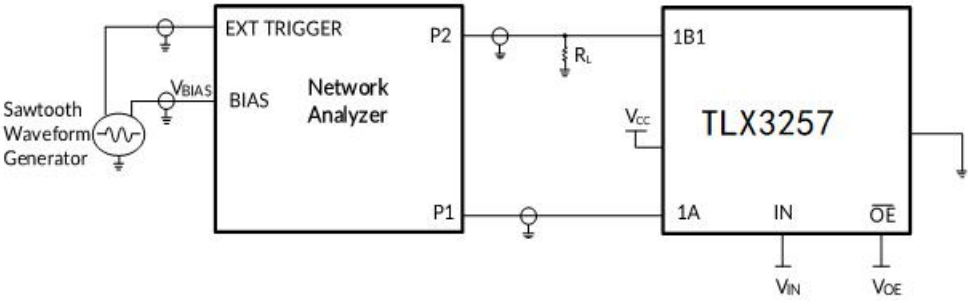 EXT TRIGGER
P2
1B1
RL
VBIAS
BIAS
Network
Analyzer
Sawtooth
Waveform
Generator
VCC
TLX3257
P1
1A
IN
OE
VIN
VOE